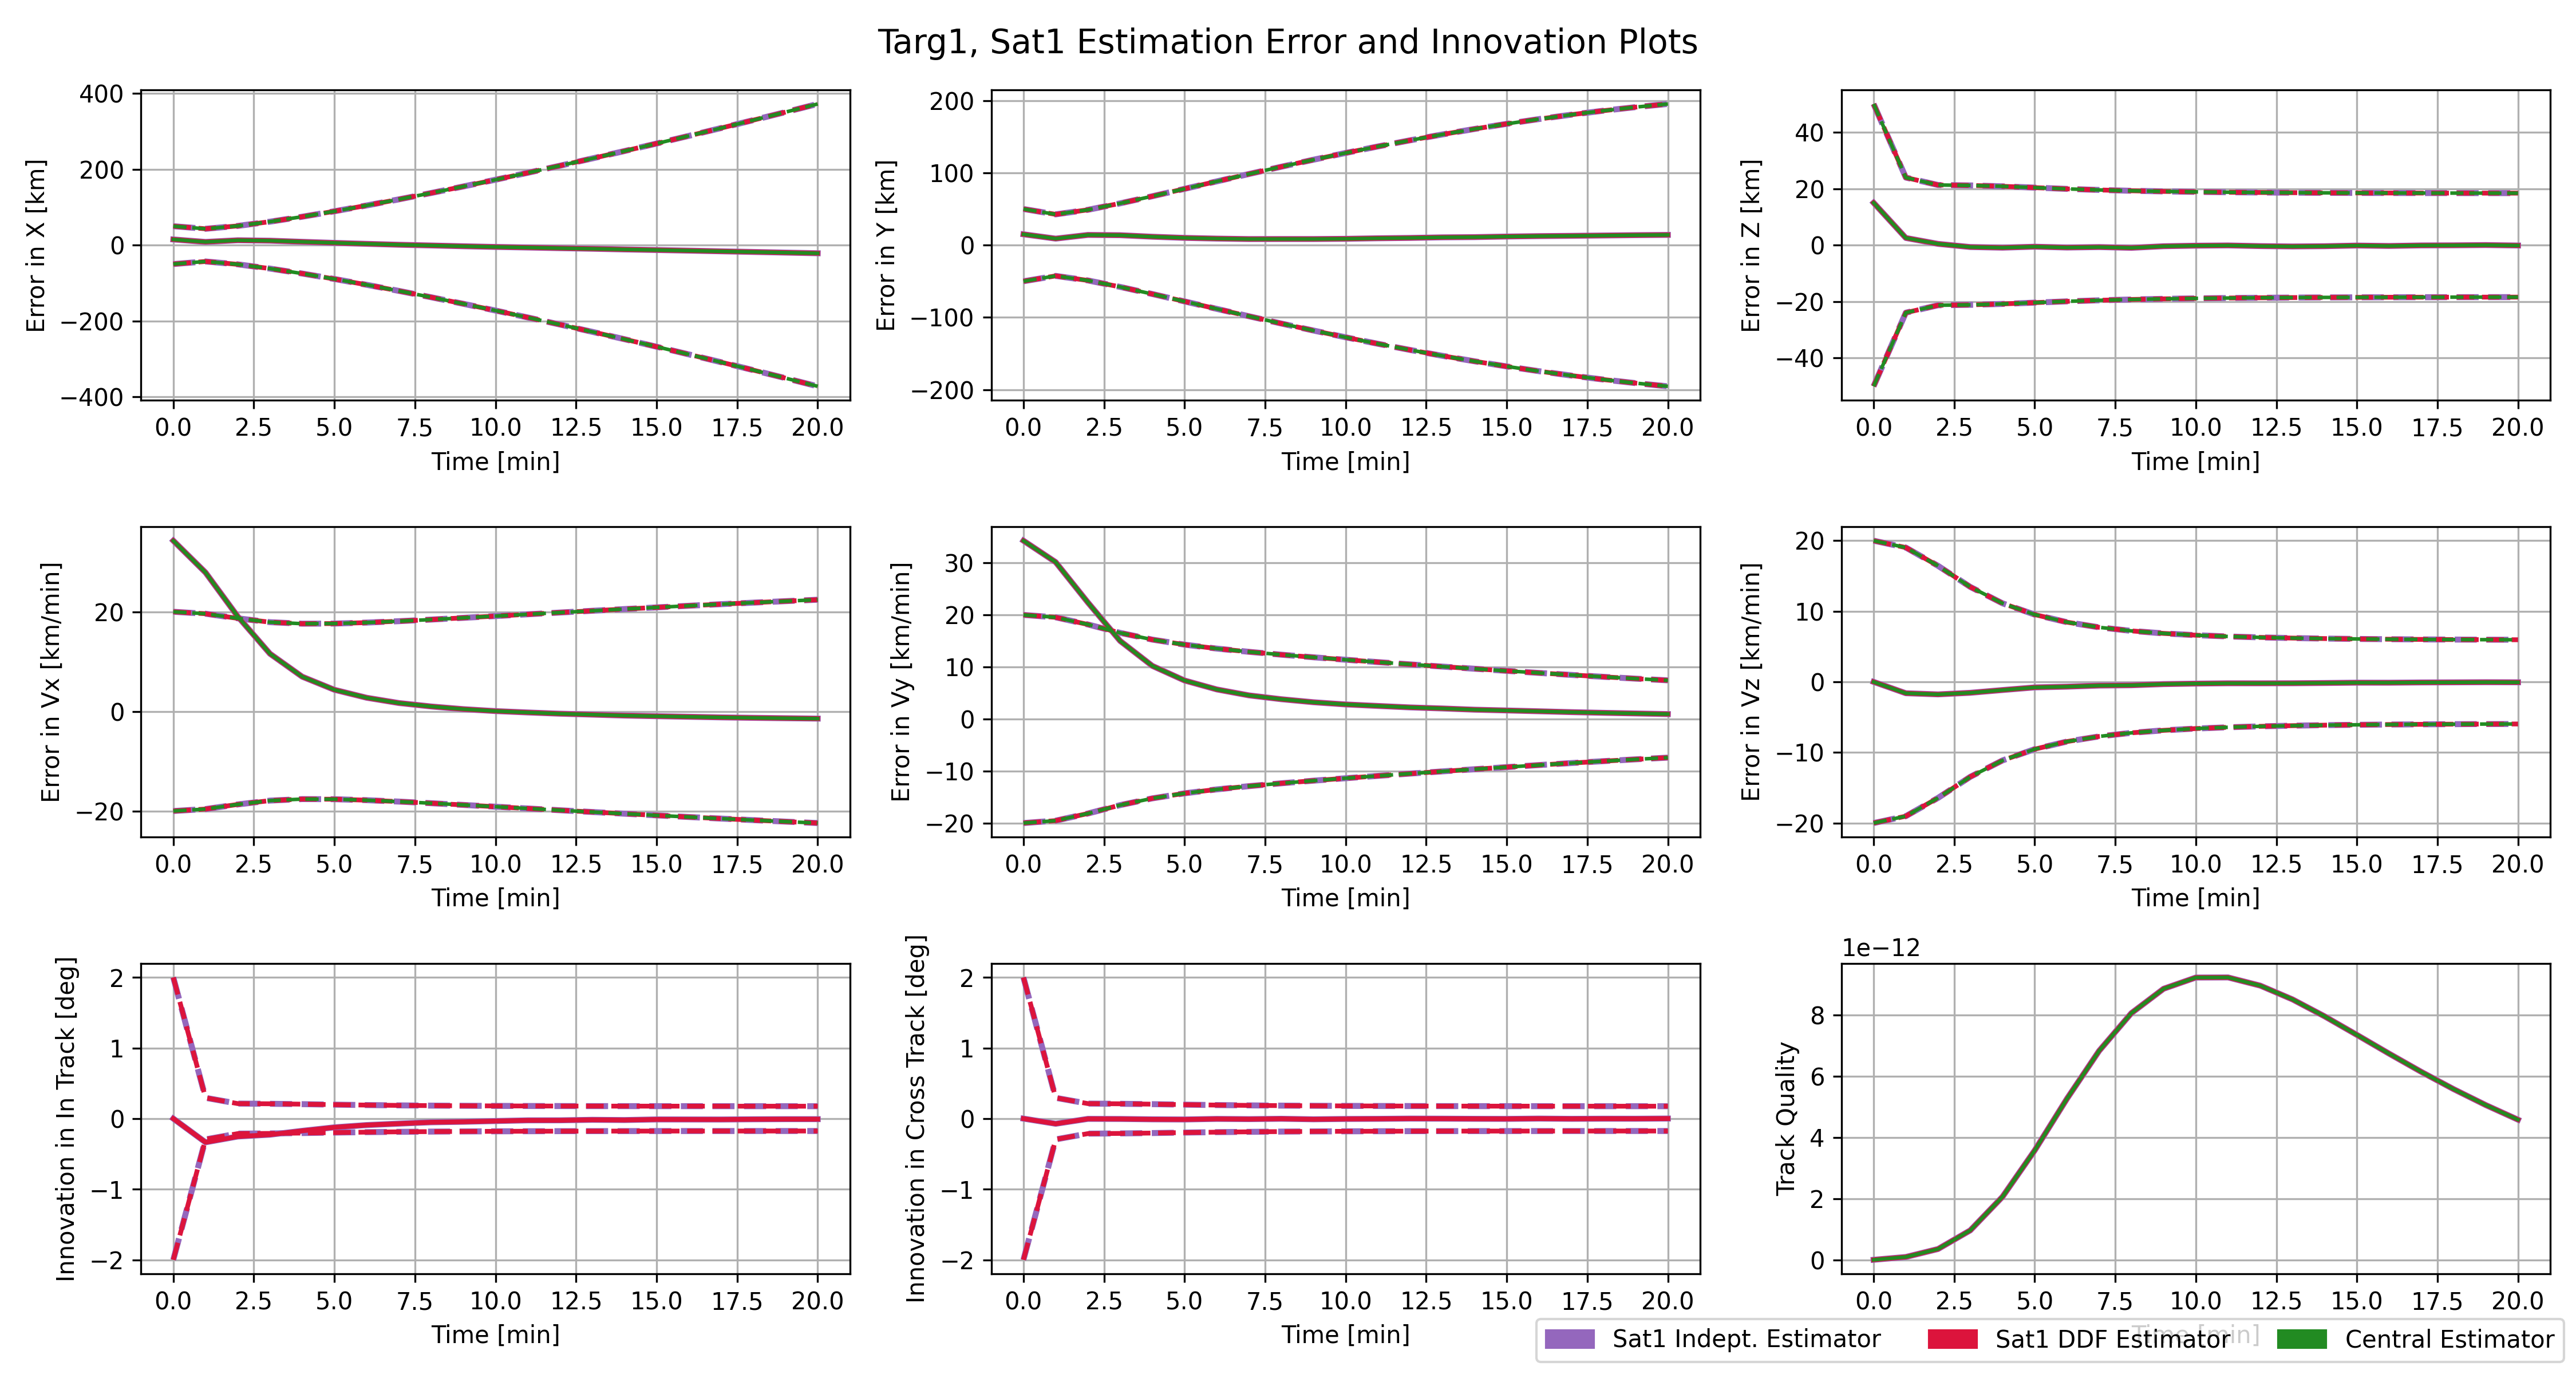 Targ1, Sat1 Estimation Error and Innovation Plots
Error in X [km]
400
200
0
−200
−400
0.0 2.5 5.0 7.5 10.0 12.5 15.0 17.5 20.0
Time [min]
Error in Y [km]
200
100
0
−100
−200
0.0 2.5 5.0 7.5 10.0 12.5 15.0 17.5 20.0
Time [min]
Error in Z [km]
40
20
0
−20
−40
0.0 2.5 5.0 7.5 10.0 12.5 15.0 17.5 20.0
Time [min]
Error in Vx [km/min]
20
0
−20
0.0 2.5 5.0 7.5 10.0 12.5 15.0 17.5 20.0
Time [min]
Error in Vy [km/min]
30
20
10
0
−10
−20
0.0 2.5 5.0 7.5 10.0 12.5 15.0 17.5 20.0
Time [min]
Error in Vz [km/min]
20
10
0
−10
−20
0.0 2.5 5.0 7.5 10.0 12.5 15.0 17.5 20.0
Time [min]
Innovation in In Track [deg]
2
1
0
−1
−2
0.0 2.5 5.0 7.5 10.0 12.5 15.0 17.5 20.0
Time [min]
Innovation in Cross Track [deg]
2
1
0
−1
−2
0.0 2.5 5.0 7.5 10.0 12.5 15.0 17.5 20.0
Time [min]
1e−12
Track Quality
8
6
4
2
0
0.0 2.5 5.0 7.5 10.0 12.5 15.0 17.5 20.0
Time [min]
Sat1 Indept. Estimator Sat1 DDF Estimator Central Estimator